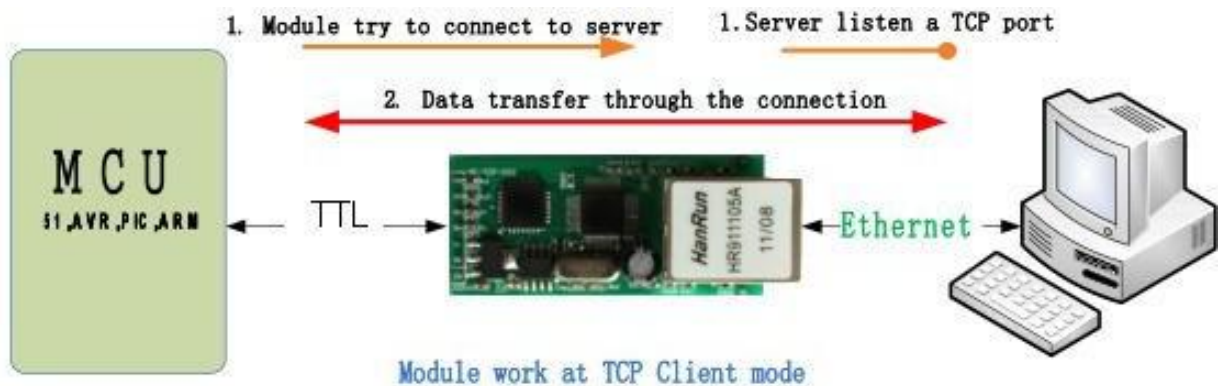 1. Module try to connect to server
1.Server listen a TCP port
2. Data transfer through the connection
MCU
51,AVR,PIC,ARM
TTL
HanRun
HR911105A
11/08
Ethernet
Module work at TCP Client mode